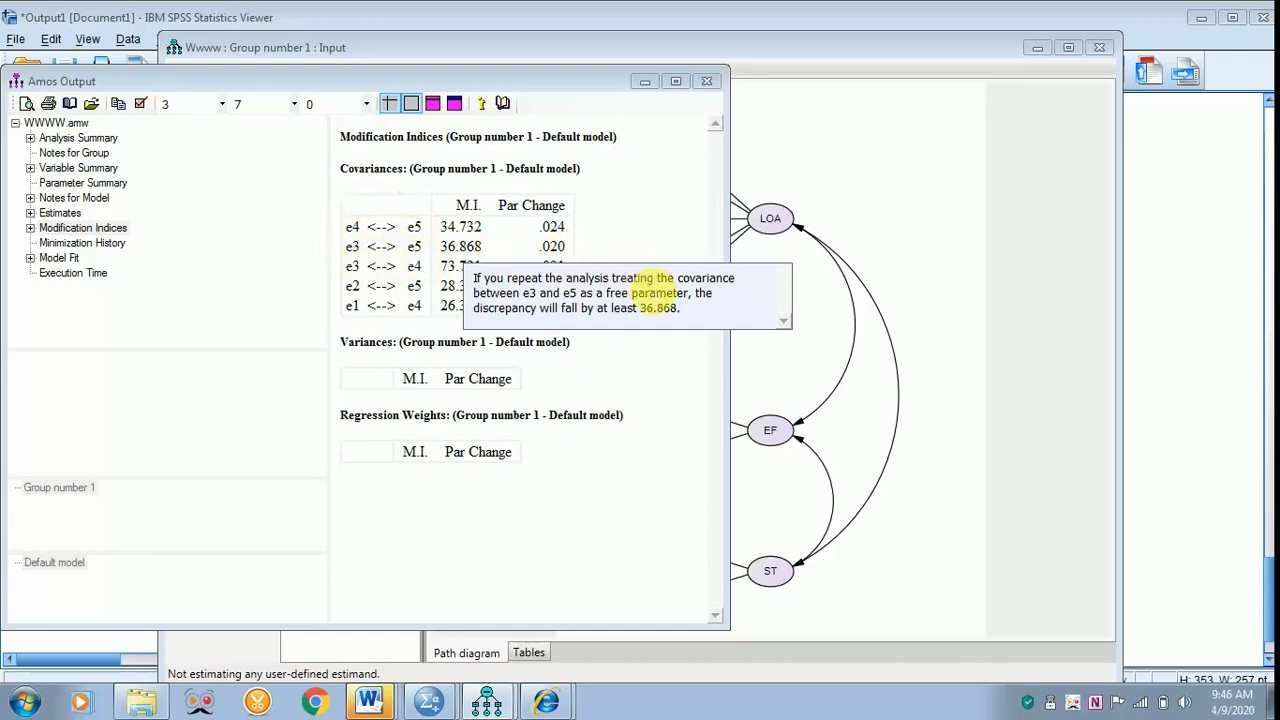 *Output1 [Document1] - IBM SPSS Statistics Viewer
File Edit View Data
Wwww : Group number 1 : Input
Amos Output
3 7 0
WWWW.amw
Analysis Summary
Notes for Group
Variable Summary
Parameter Summary
Notes for Model
Estimates
Modification Indices
Minimization History
Model Fit
Execution Time
Group number 1
Default model
Modification Indices (Group number 1 - Default model)
Covariances: (Group number 1 - Default model)
M.I. Par Change
e4 <--> e5 34.732 .024
e3 <--> e5 36.868 .020
e3 <--> e4
e2 <--> e5
e1 <--> e4
If you repeat the analysis treating the covariance
between e3 and e5 as a free parameter, the
discrepancy will fall by at least 36.868.
Variances: (Group number 1 - Default model)
M.I. Par Change
Regression Weights: (Group number 1 - Default model)
M.I. Par Change
LOA
EF
ST
Path diagram Tables
Not estimating any user-defined estimand.
H: 353, W: 257 pt.
9:46 AM
4/9/2020